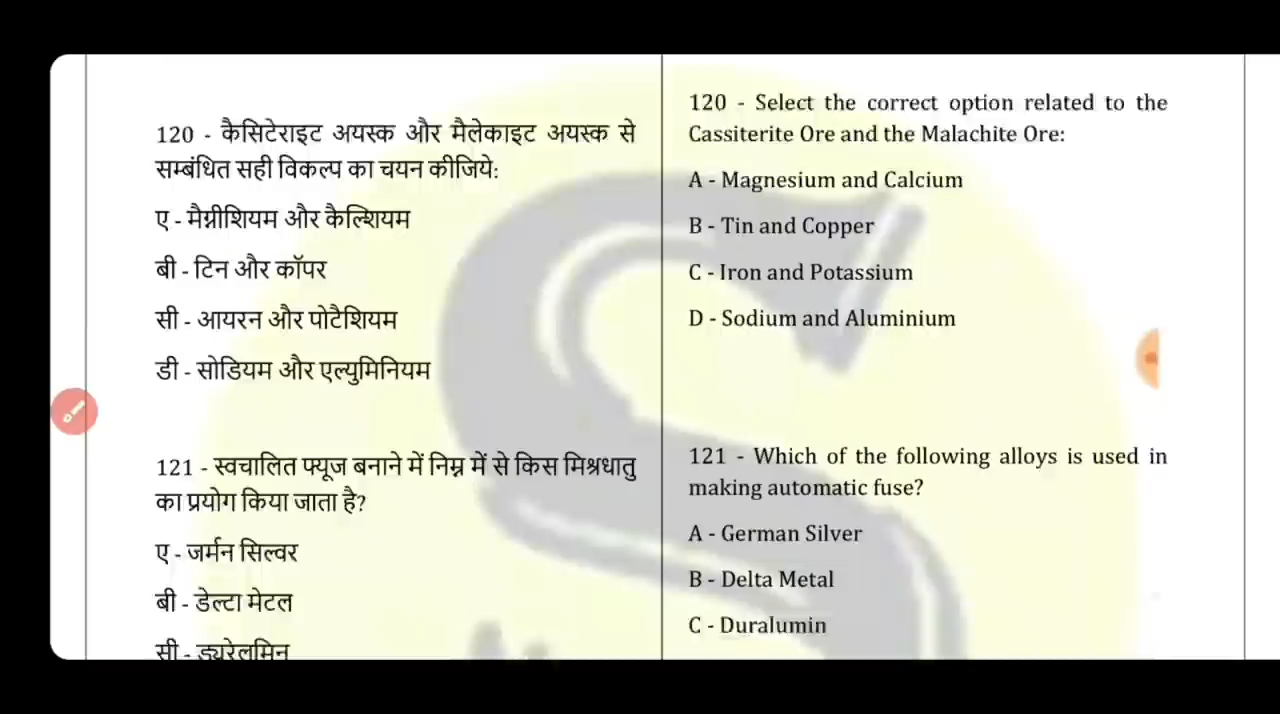 120 - कैसिटेराइट अयस्क और मैलेकाइट अयस्क से
सम्बंधित सही विकल्प का चयन कीजिये:
ए - मैग्नीशियम और कैल्शियम
बी - टिन और कॉपर
सी - आयरन और पोटैशियम
डी - सोडियम और एल्युमिनियम
121 - स्वचालित फ्यूज बनाने में निम्न में से किस मिश्रधातु
का प्रयोग किया जाता है?
ए - जर्मन सिल्वर
बी - डेल्टा मेटल
सी - ड्यूरेलुमिन
120 - Select the correct option related to the
Cassiterite Ore and the Malachite Ore:
A - Magnesium and Calcium
B - Tin and Copper
C - Iron and Potassium
D - Sodium and Aluminium
121 - Which of the following alloys is used in
making automatic fuse?
A - German Silver
B - Delta Metal
C - Duralumin